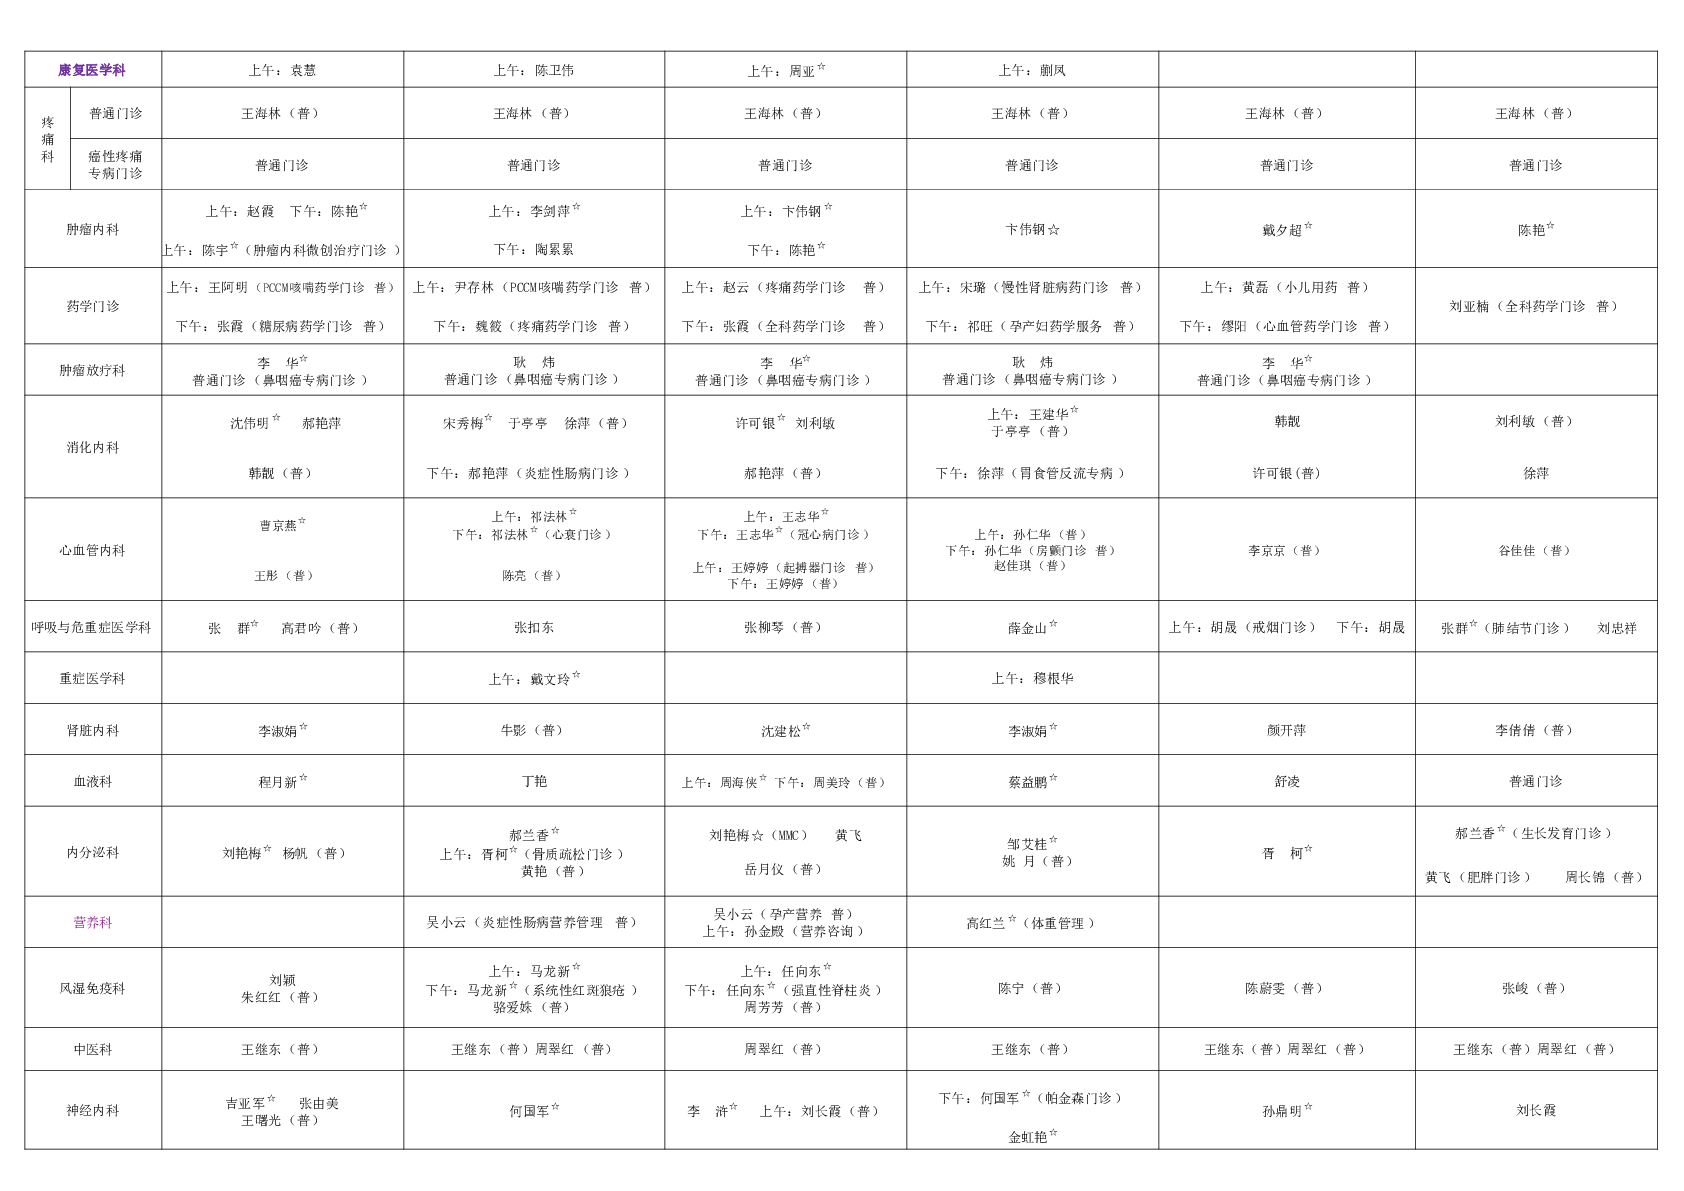 康复医学科 上午：袁慧 上午：陈卫伟 上午：周亚☆ 上午：蒯凤
疼痛科
普通门诊 王海林（普） 王海林（普） 王海林（普） 王海林（普） 王海林（普） 王海林（普）
癌性疼痛
专病门诊
普通门诊 普通门诊 普通门诊 普通门诊 普通门诊 普通门诊
肿瘤内科
上午：赵霞 下午：陈艳☆
上午：陈宇☆（肿瘤内科微创治疗门诊）
上午：李剑萍☆
下午：陶累累
上午：卞伟钢☆
下午：陈艳☆
卞伟钢☆
戴夕超☆
陈艳☆
药学门诊
上午：王阿明（PCCM咳喘药学门诊 普）
下午：张霞（糖尿病药学门诊 普）
上午：尹存林（PCCM咳喘药学门诊 普）
下午：魏筱（疼痛药学门诊 普）
上午：赵云（疼痛药学门诊 普）
下午：张霞（全科药学门诊 普）
上午：宋璐（慢性肾脏病药门诊 普）
下午：祁旺（孕产妇药学服务 普）
上午：黄磊（小儿用药 普）
下午：缪阳（心血管药学门诊 普）
刘亚楠（全科药学门诊 普）
肿瘤放疗科
李 华☆
普通门诊（鼻咽癌专病门诊）
耿 炜
普通门诊（鼻咽癌专病门诊）
李 华☆
普通门诊（鼻咽癌专病门诊）
耿 炜
普通门诊（鼻咽癌专病门诊）
李 华☆
普通门诊（鼻咽癌专病门诊）
消化内科
沈伟明☆ 郝艳萍
韩靓（普）
宋秀梅☆ 于亭亭 徐萍（普）
下午：郝艳萍（炎症性肠病门诊）
许可银☆ 刘利敏
郝艳萍（普）
上午：王建华☆
于亭亭（普）
下午：徐萍（胃食管反流专病）
韩靓
许可银(普)
刘利敏（普）
徐萍
心血管内科
曹京燕☆
王彤（普）
上午：祁法林☆
下午：祁法林☆（心衰门诊）
陈亮（普）
上午：王志华☆
下午：王志华☆（冠心病门诊）
上午：王婷婷（起搏器门诊 普）
下午：王婷婷（普）
上午：孙仁华（普）
下午：孙仁华（房颤门诊 普）
赵佳琪（普）
李京京（普）
谷佳佳（普）
呼吸与危重症医学科 张 群☆ 高君吟（普） 张扣东 张柳琴（普） 薛金山☆ 上午：胡晟（戒烟门诊） 下午：胡晟 张群☆（肺结节门诊） 刘忠祥
重症医学科 上午：戴文玲☆ 上午：穆根华
肾脏内科 李淑娟☆ 牛影（普） 沈建松☆ 李淑娟☆ 颜开萍 李倩倩（普）
血液科 程月新☆ 丁艳 上午：周海侠☆ 下午：周美玲（普） 蔡益鹏☆ 舒凌 普通门诊
内分泌科
刘艳梅☆ 杨帆（普）
郝兰香☆
上午：胥柯☆（骨质疏松门诊）
黄艳（普）
刘艳梅☆（MMC） 黄飞
岳月仪（普）
邹艾桂☆
姚 月（普）
胥 柯☆
郝兰香☆（生长发育门诊）
黄飞（肥胖门诊） 周长锦（普）
营养科
吴小云（炎症性肠病营养管理 普）
吴小云（孕产营养 普）
上午：孙金殿（营养咨询）
高红兰☆（体重管理）
风湿免疫科
刘颖
朱红红（普）
上午：马龙新☆
下午：马龙新☆（系统性红斑狼疮）
骆爱姝（普）
上午：任向东☆
下午：任向东☆（强直性脊柱炎）
周芳芳（普）
陈宁（普）
陈蔚雯（普）
张峻（普）
中医科 王继东（普） 王继东（普）周翠红（普） 周翠红（普） 王继东（普） 王继东（普）周翠红（普） 王继东（普）周翠红（普）
神经内科
吉亚军☆ 张由美
王曙光（普）
何国军☆
李 浒☆ 上午：刘长霞（普）
下午：何国军☆（帕金森门诊）
金虹艳☆
孙鼎明☆
刘长霞